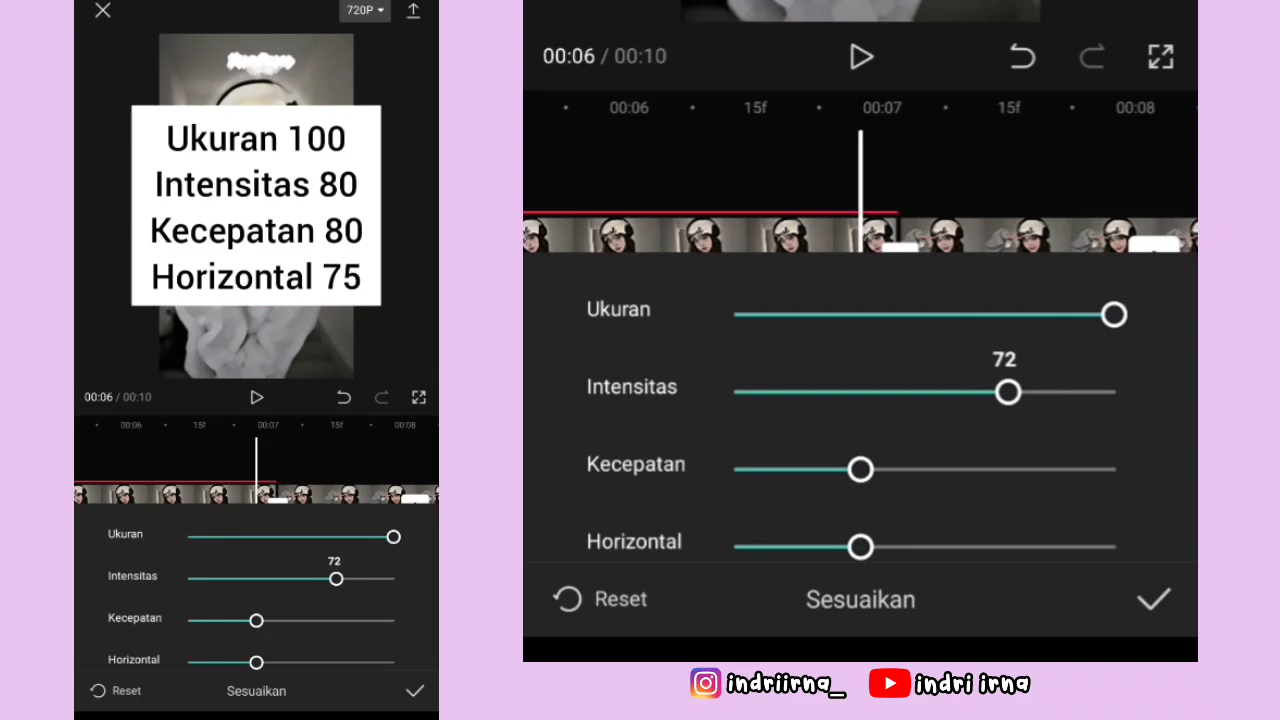 720P
Ukuran 100
Intensitas 80
Kecepatan 80
Horizontal 75
00:06 / 00:10
00:06 15f 00:07 15f 00:08
Ukuran
72
Intensitas
Kecepatan
Horizontal
Reset Sesuaikan
00:06 / 00:10
00:06 15f 00:07 15f 00:08
Ukuran
72
Intensitas
Kecepatan
Horizontal
Reset Sesuaikan
indriirna_ indri irna